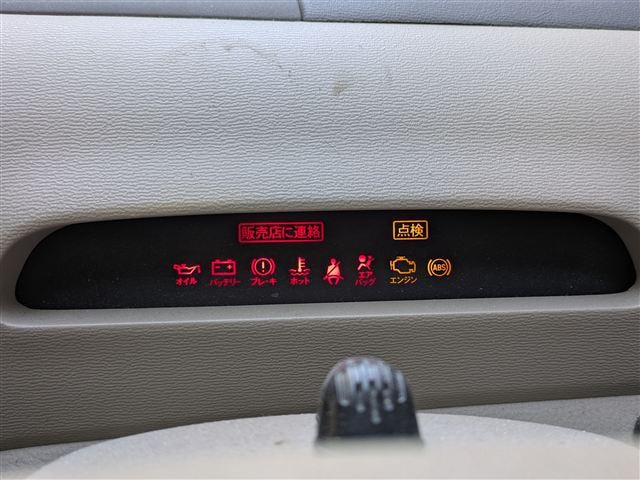 販売店に連絡 点検
オイル バッテリー ブレーキ ホット エア エンジン ABS
バッグ